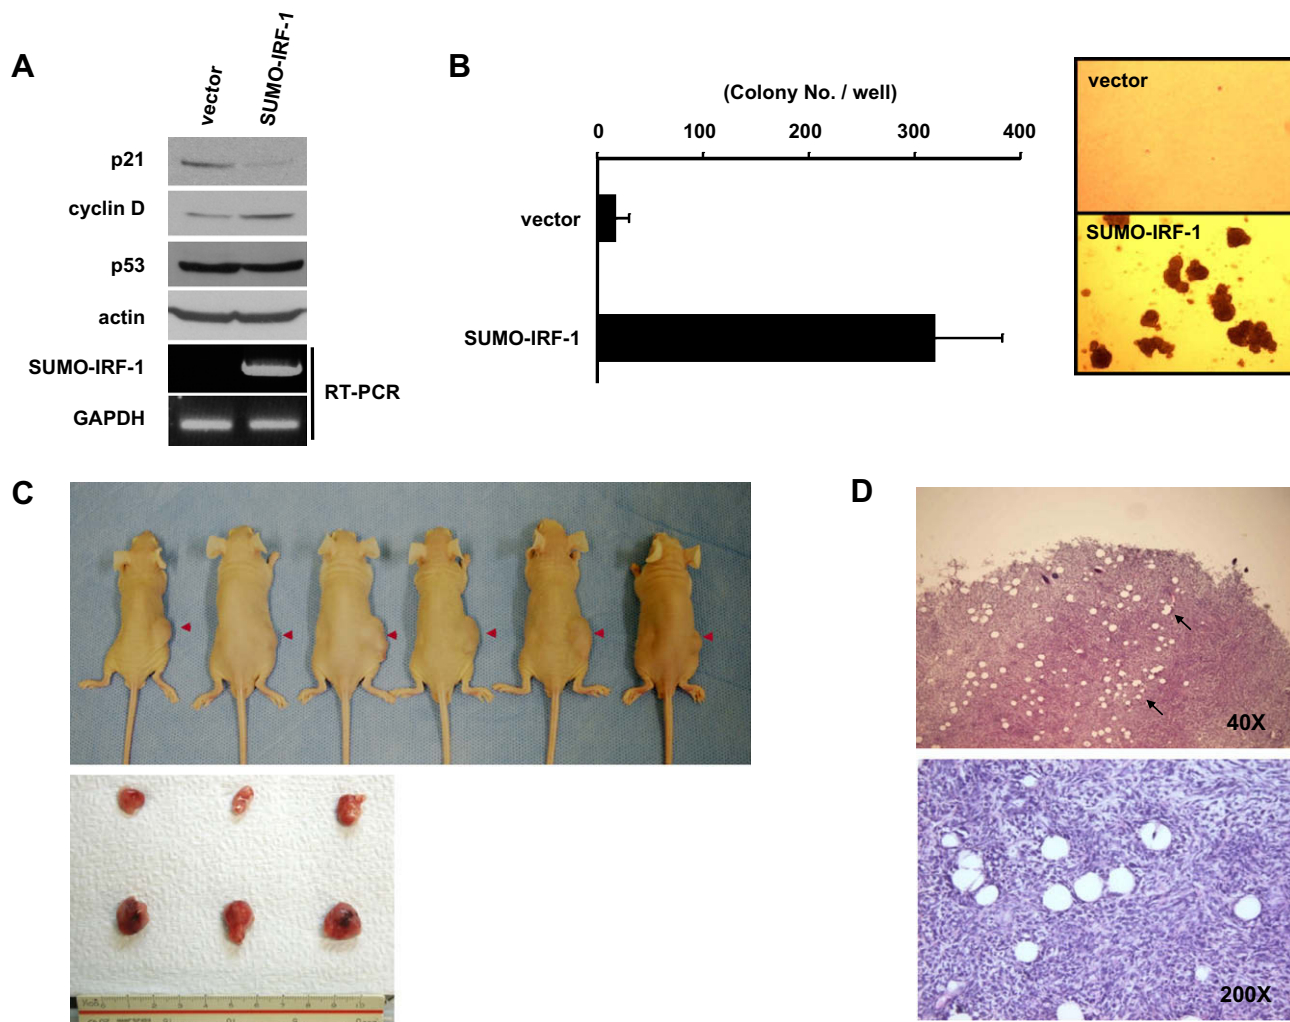 A
vector
SUMO-IRF-1
p21
cyclin D
p53
actin
SUMO-IRF-1
GAPDH
RT-PCR
B
(Colony No. / well)
0 100 200 300 400
vector
SUMO-IRF-1
vector
SUMO-IRF-1
C
D
40X
200X